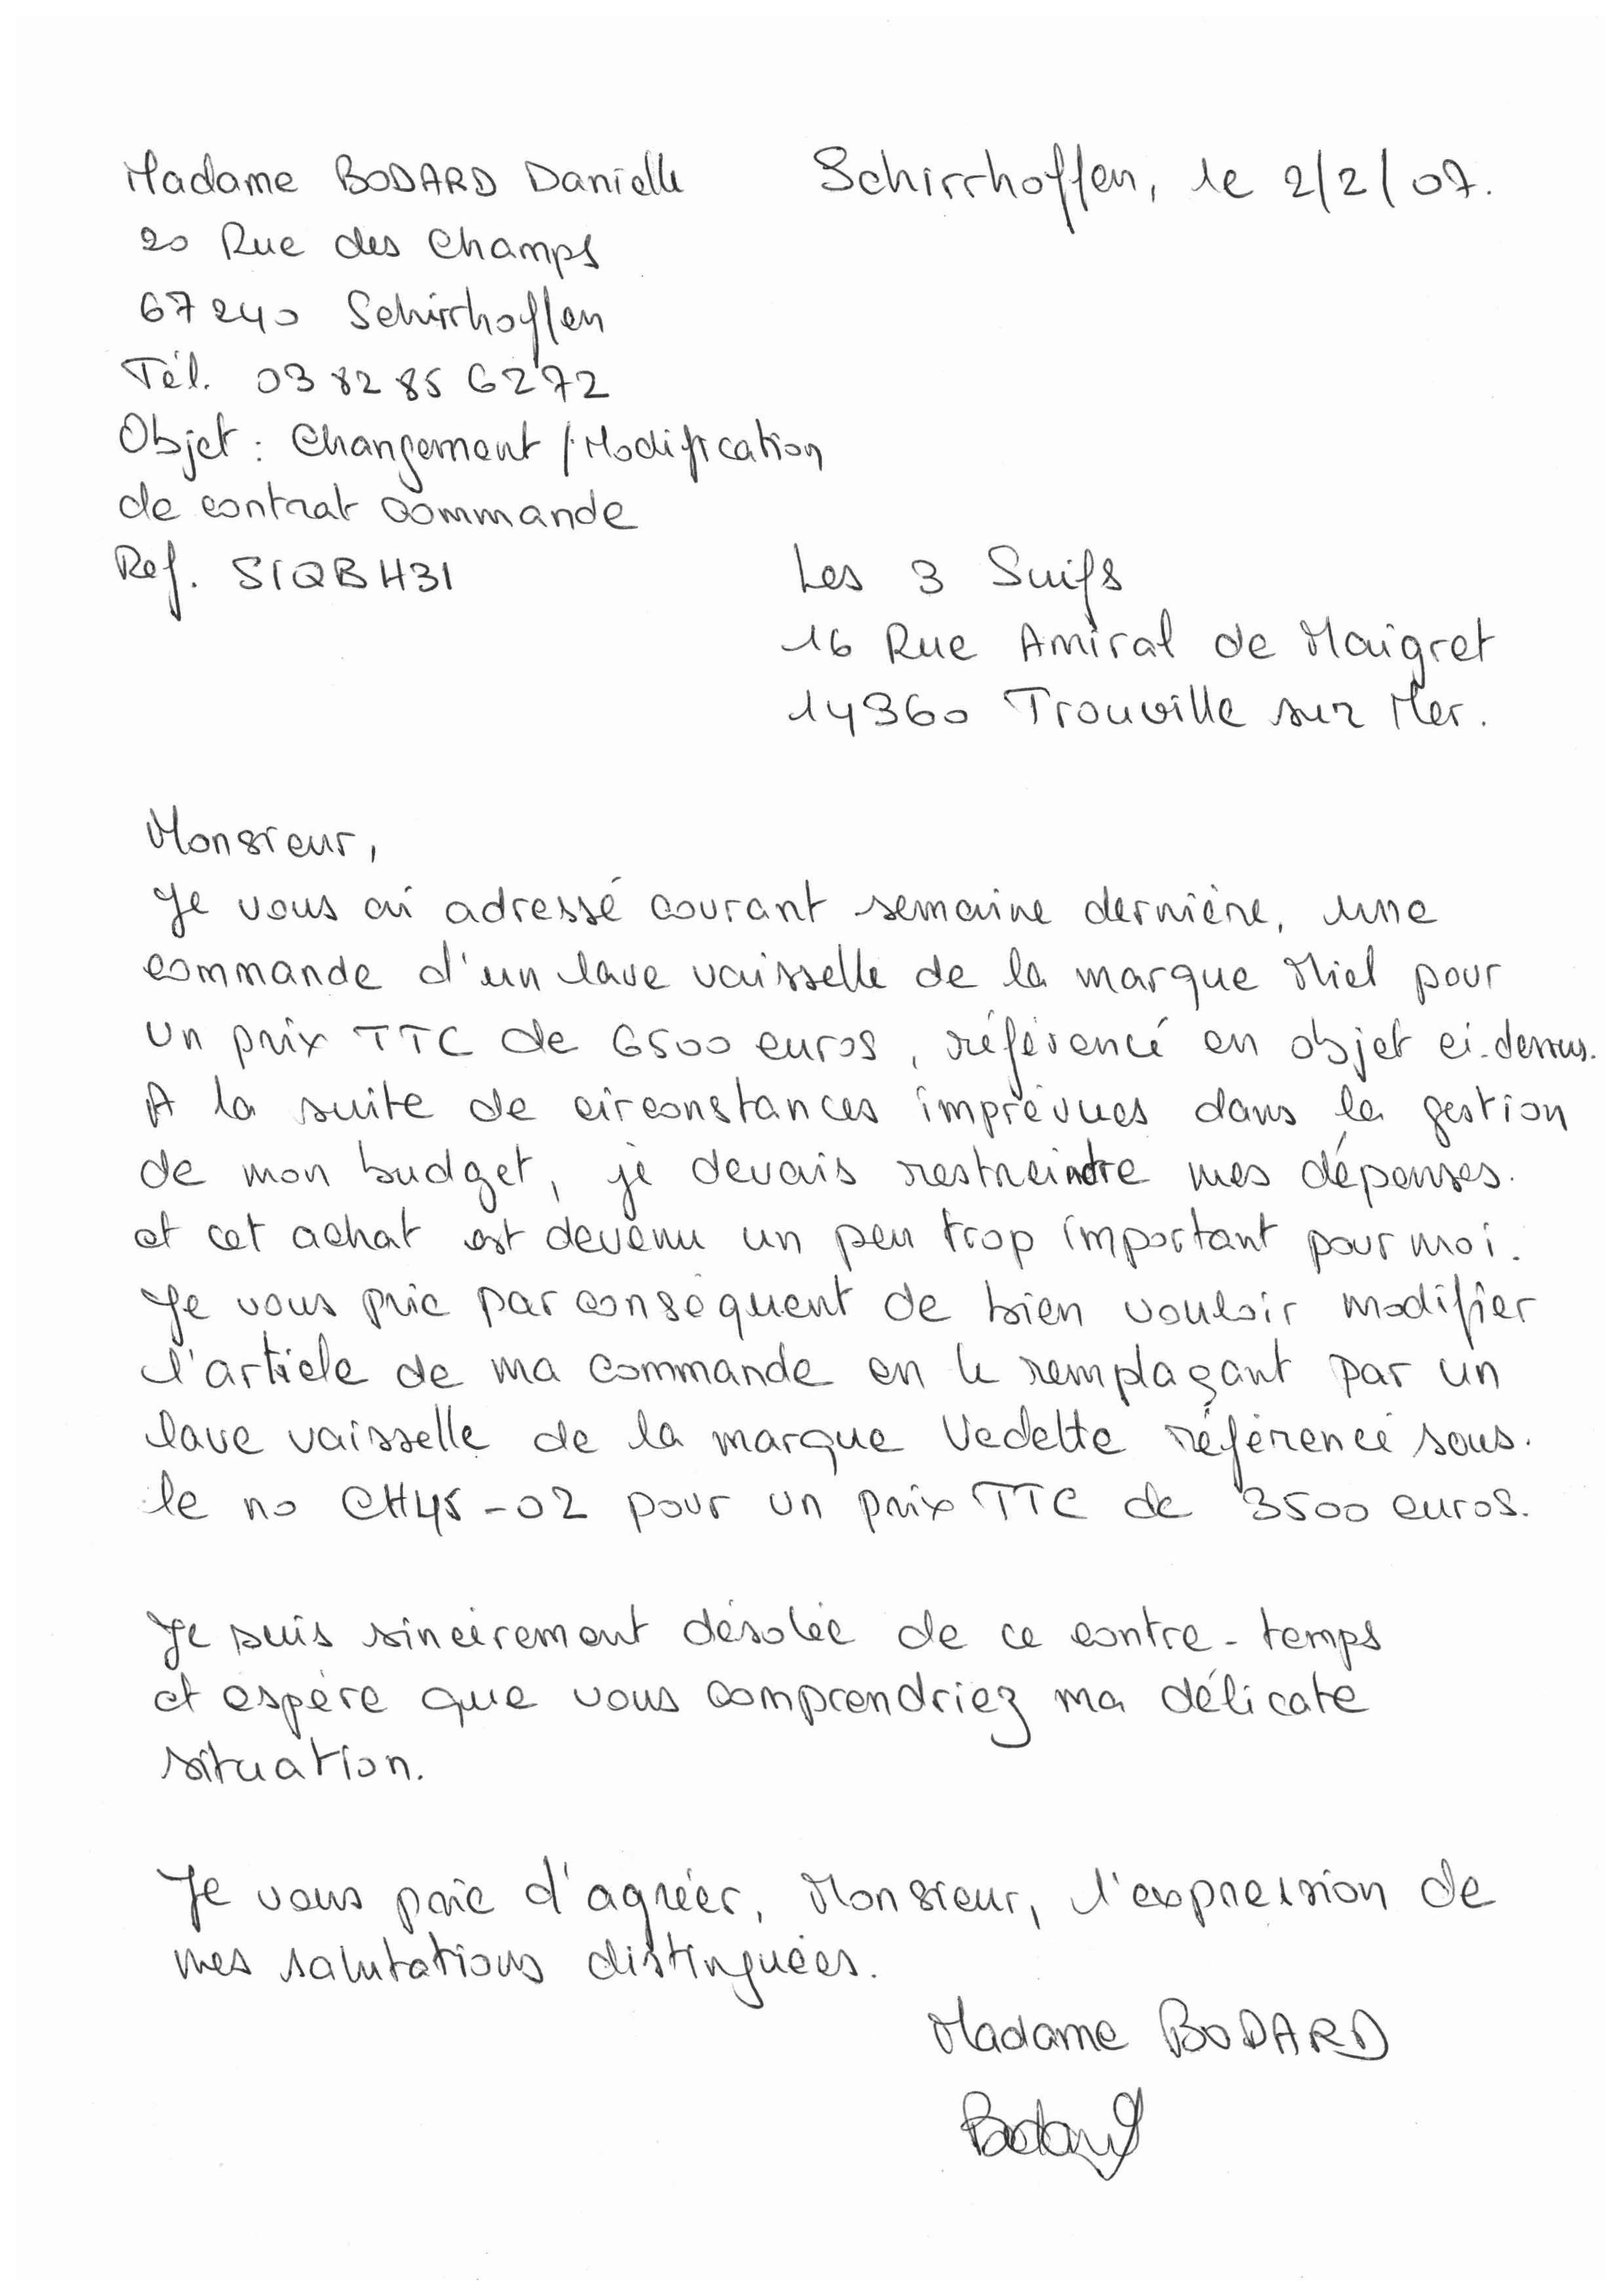 Madame BODARD Danielle
Schirrhoffen, le 2/2/07.
20 Rue des Champs
67240 Schirrhoffen
Tél. 03 82 85 62 72
Objet : Changement / Modification
de contrat commande
Ref. SIQBH31
Les 3 Suifs
16 Rue Amiral de Maigret
14360 Trouville sur Mer.
Monsieur,
Je vous ai adressé courant semaine dernière, une
commande d'un lave vaisselle de la marque Miel pour
un prix TTC de 6500 euros, référencé en objet ci-dessus.
A la suite de circonstances imprévues dans la gestion
de mon budget, je devais restreindre mes dépenses.
et cet achat est devenu un peu trop important pour moi.
Je vous prie par conséquent de bien vouloir modifier
l'article de ma commande en le remplaçant par un
lave vaisselle de la marque Vedette référencé sous.
le no CH45-02 pour un prix TTC de 3500 euros.
Je suis sincèrement désolée de ce contre-temps
et espère que vous comprendriez ma délicate
situation.
Je vous prie d'agréer, Monsieur, l'expression de
mes salutations distinguées.
Madame BODARD
Bodard